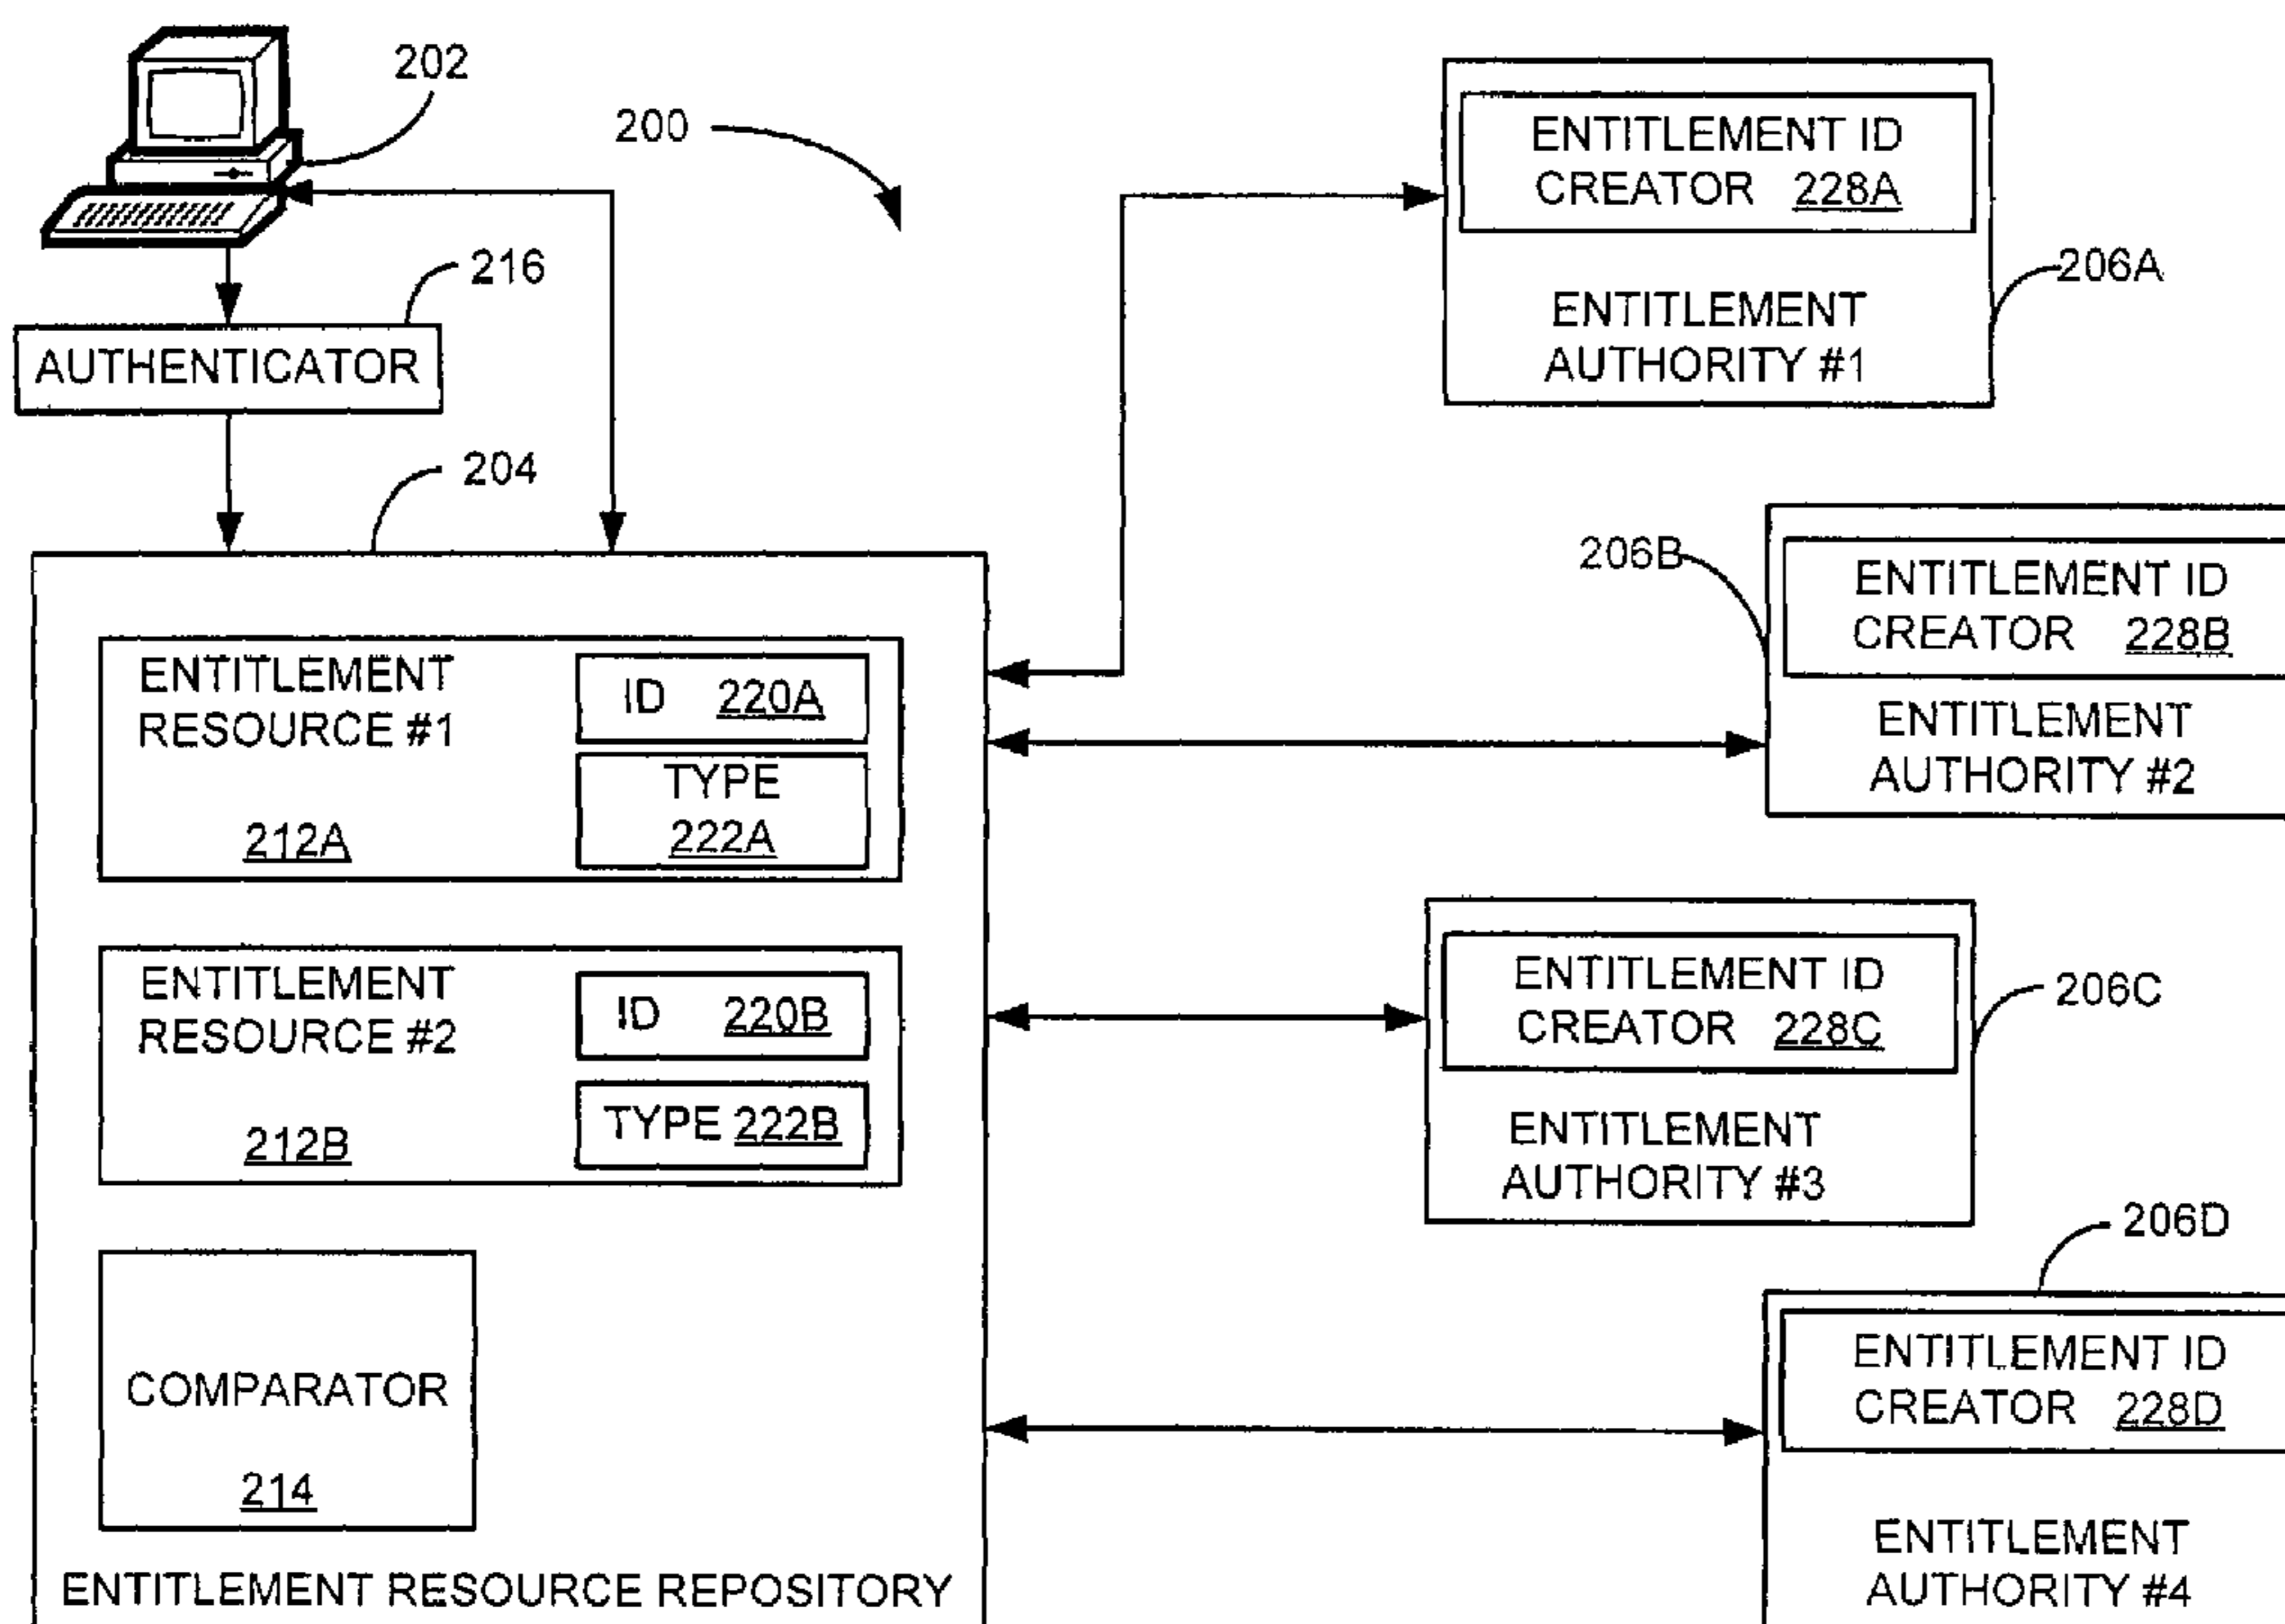 202
200
216
AUTHENTICATOR
204
ENTITLEMENT
RESOURCE #1
ID 220A
TYPE
222A
212A
ENTITLEMENT
RESOURCE #2
ID 220B
TYPE 222B
212B
COMPARATOR
214
ENTITLEMENT RESOURCE REPOSITORY
ENTITLEMENT ID
CREATOR 228A
ENTITLEMENT
AUTHORITY #1
206A
206B
ENTITLEMENT ID
CREATOR 228B
ENTITLEMENT
AUTHORITY #2
ENTITLEMENT ID
CREATOR 228C
ENTITLEMENT
AUTHORITY #3
206C
206D
ENTITLEMENT ID
CREATOR 228D
ENTITLEMENT
AUTHORITY #4